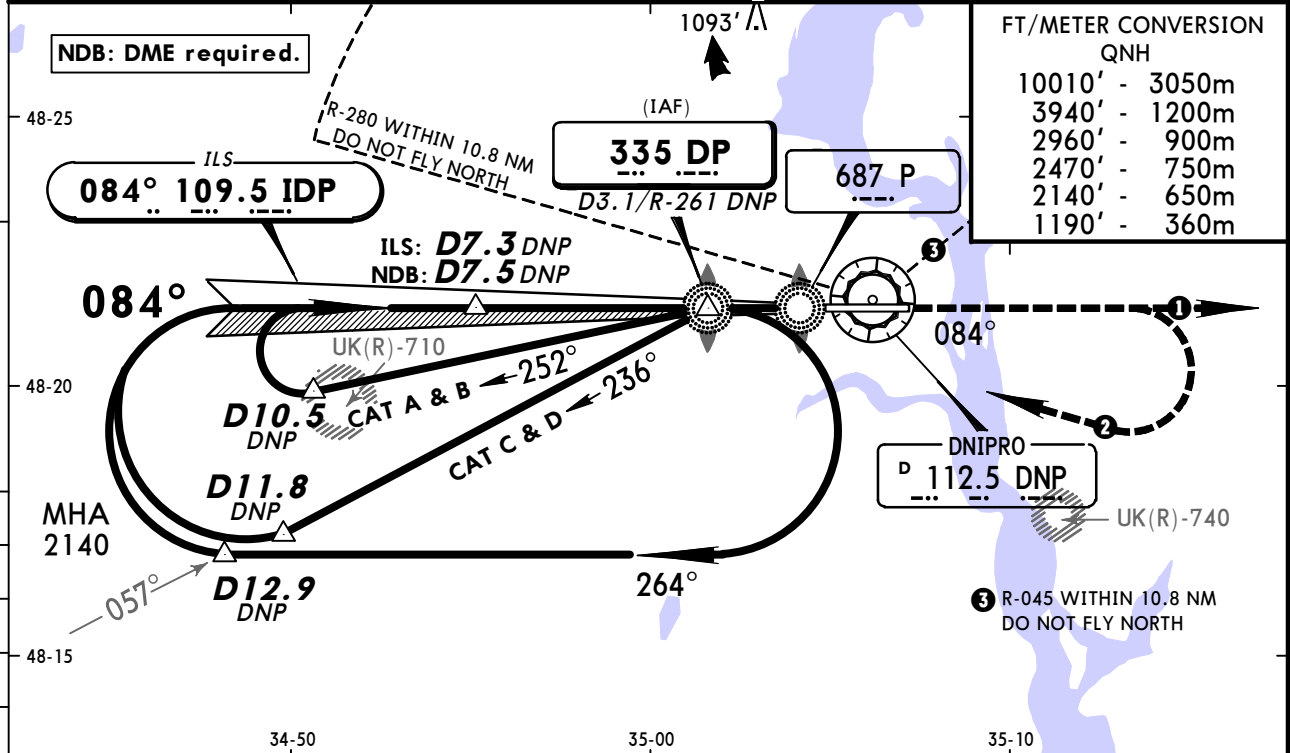 1093'
NDB: DME required.
FT/METER CONVERSION
QNH
10010' - 3050m
3940' - 1200m
2960' - 900m
2470' - 750m
2140' - 650m
1190' - 360m
48-25
R-280 WITHIN 10.8 NM
DO NOT FLY NORTH
(IAF)
335 DP
D3.1/R-261 DNP
687 P
ILS
084° 109.5 IDP
ILS: D7.3 DNP
NDB: D7.5 DNP
3
084°
1
084°
UK(R)-710
48-20
252°
CAT A & B
236°
CAT C & D
D10.5
DNP
2
DNIPRO
D 112.5 DNP
D11.8
DNP
MHA
2140
UK(R)-740
264°
057°
D12.9
DNP
3 R-045 WITHIN 10.8 NM
DO NOT FLY NORTH
48-15
34-50
35-00
35-10